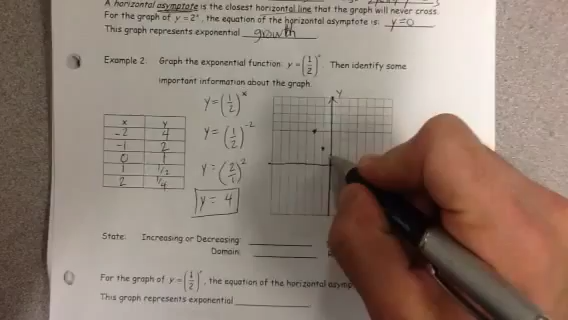 A horizontal asymptote is the closest horizontal line that the graph will never cross.
For the graph of y = 2ˣ, the equation of the horizontal asymptote is: y=0
This graph represents exponential growth
Example 2: Graph the exponential function: y = (1/2)ˣ. Then identify some
important information about the graph.
x y
-2 4
-1 2
0 1
1 1/2
2 1/4
y = (1/2)ˣ
y = (1/2)⁻²
y = (2/1)²
y = 4
Y
State: Increasing or Decreasing:
Domain:
For the graph of y = (1/2)ˣ, the equation of the horizontal
This graph represents exponential